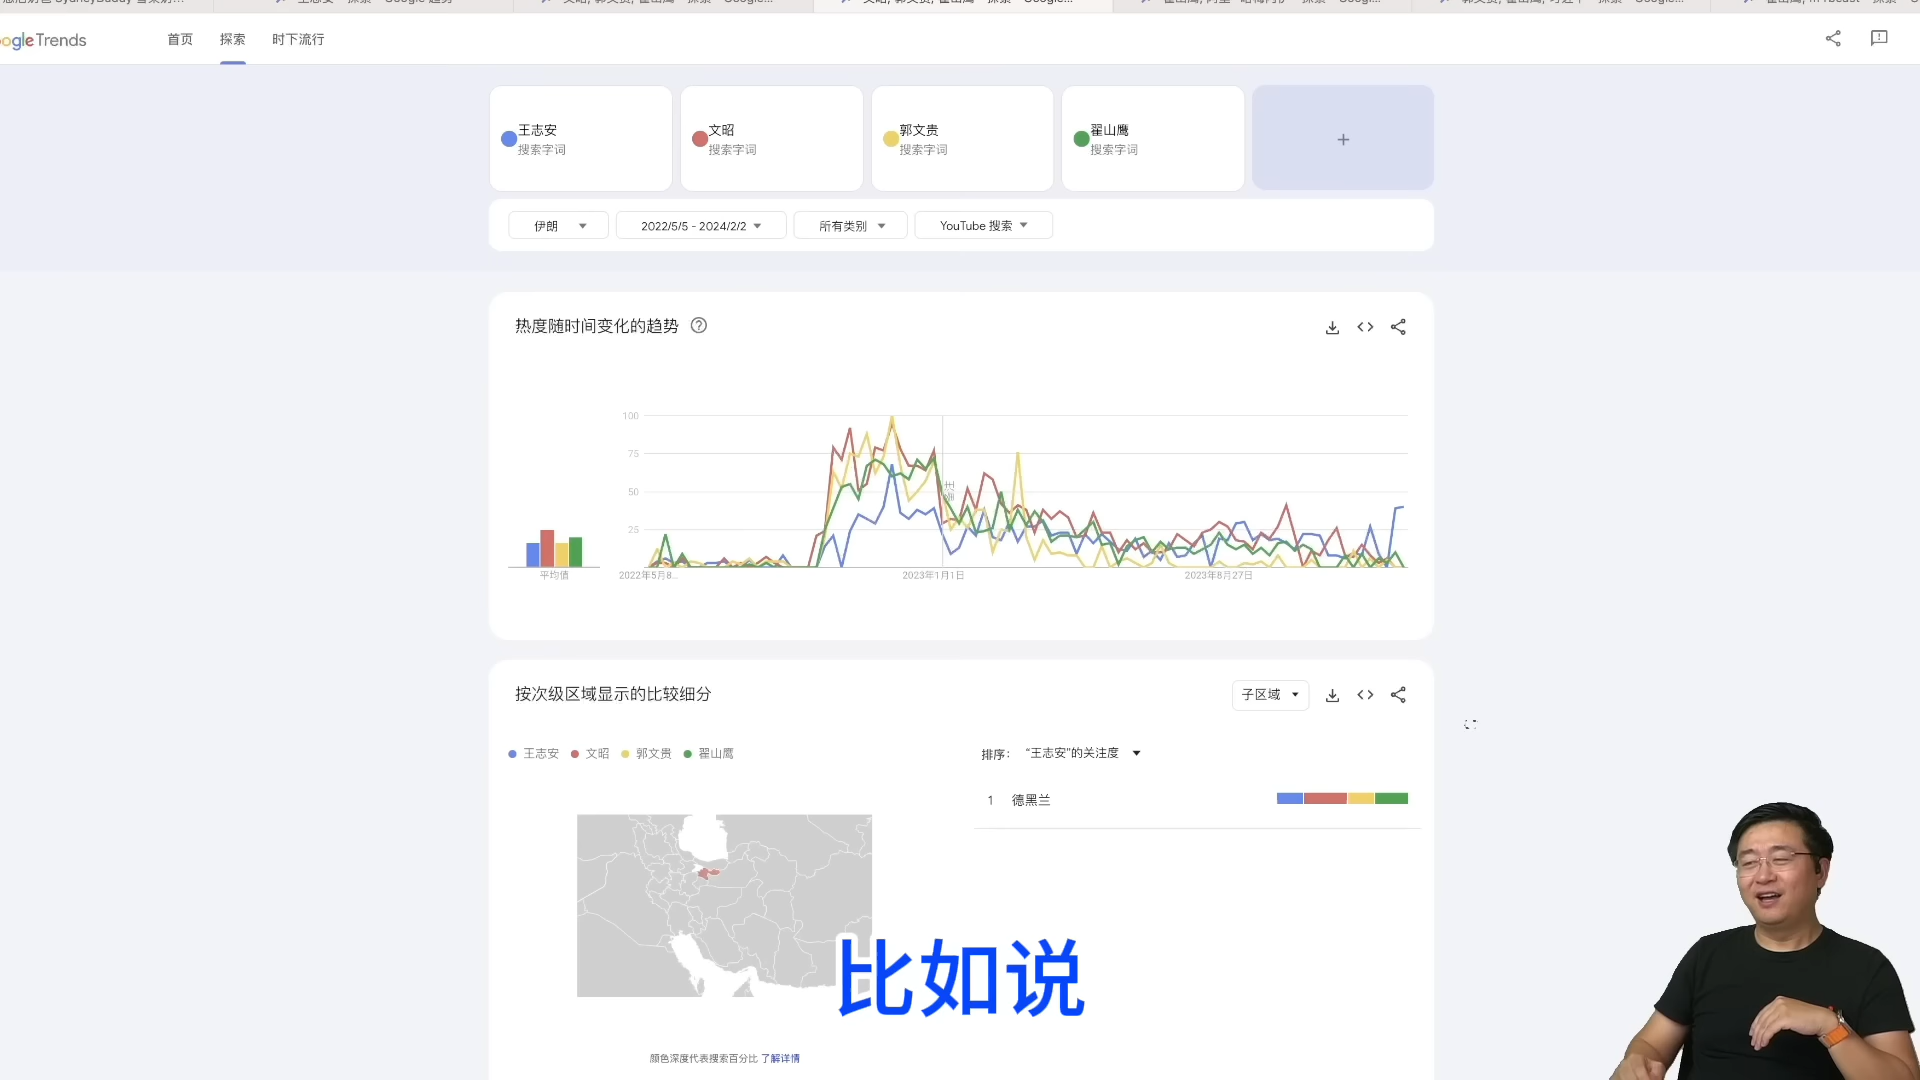 ogle Trends
首页
探索
时下流行
王志安
搜索字词
文昭
搜索字词
郭文贵
搜索字词
翟山鹰
搜索字词
+
伊朗
2022/5/5 - 2024/2/2
所有类别
YouTube 搜索
热度随时间变化的趋势
100
75
50
25
平均值
2022年5月8...
2023年1月1日
2023年8月27日
按次级区域显示的比较细分
子区域
王志安
文昭
郭文贵
翟山鹰
排序: “王志安”的关注度
1 德黑兰
比如说
颜色深度代表搜索百分比 了解详情